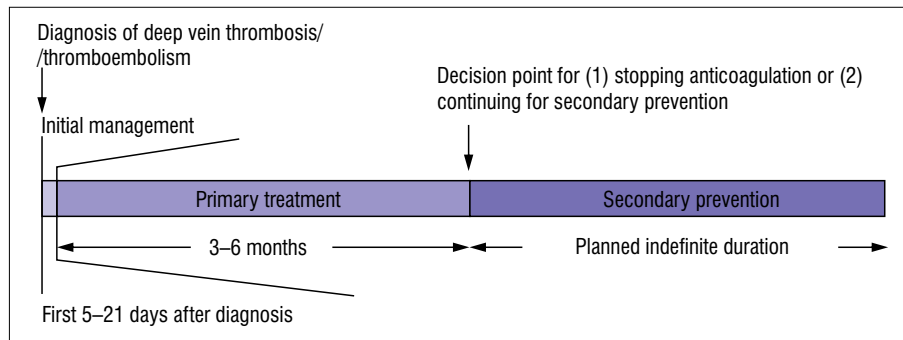 Diagnosis of deep vein thrombosis/
/thromboembolism
Decision point for (1) stopping anticoagulation or (2)
continuing for secondary prevention
Initial management
Primary treatment
Secondary prevention
3–6 months
Planned indefinite duration
First 5–21 days after diagnosis